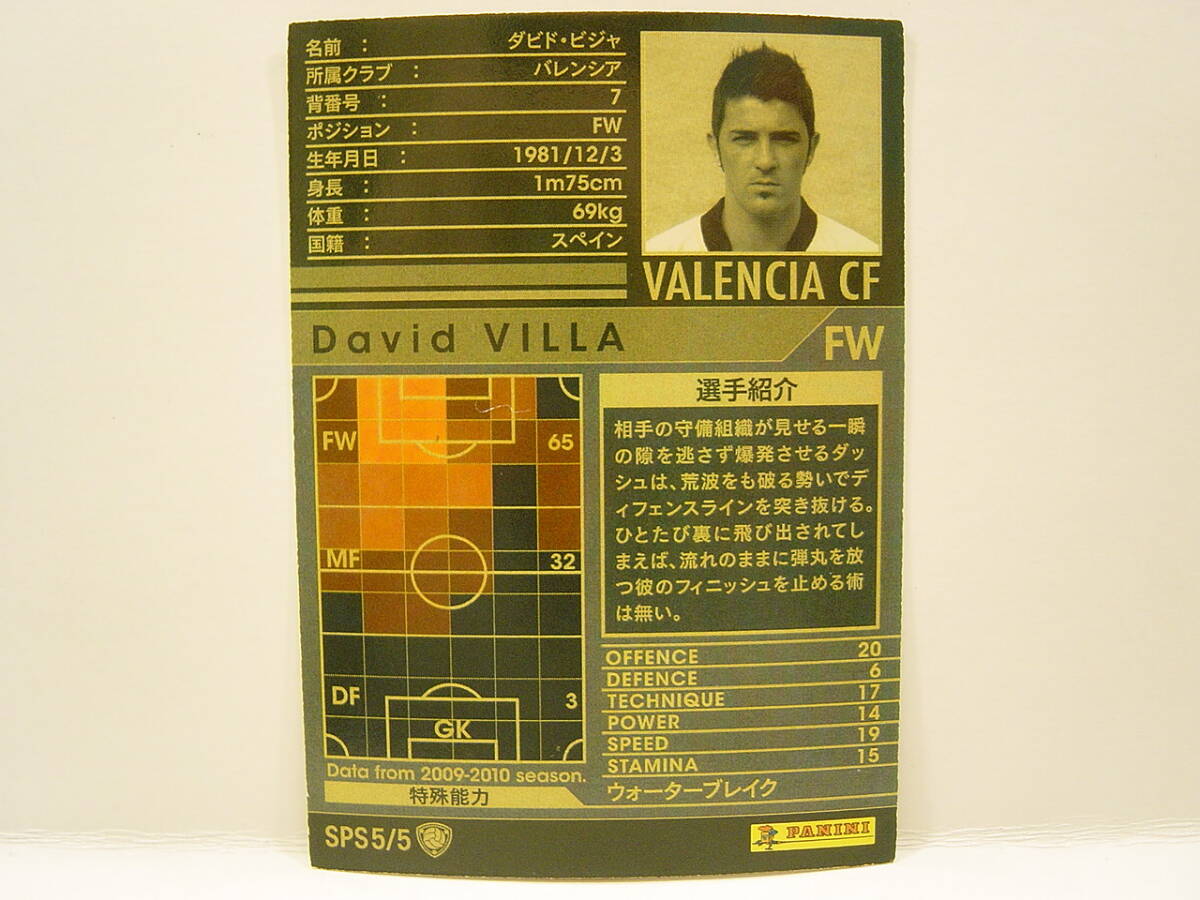 名前 : ダビド・ビジャ
所属クラブ : バレンシア
背番号 : 7
ポジション : FW
生年月日 : 1981/12/3
身長 : 1m75cm
体重 : 69kg
国籍 : スペイン
VALENCIA CF
David VILLA
FW
FW 65
MF 32
DF 3
GK
Data from 2009-2010 season.
選手紹介
相手の守備組織が見せる一瞬
の隙を逃さず爆発させるダッ
シュは、荒波をも破る勢いでデ
ィフェンスラインを突き抜ける。
ひとたび裏に飛び出されてし
まえば、流れのままに弾丸を放
つ彼のフィニッシュを止める術
は無い。
OFFENCE 20
DEFENCE 6
TECHNIQUE 17
POWER 14
SPEED 19
STAMINA 15
特殊能力 ウォーターブレイク
SPS5/5
PANINI